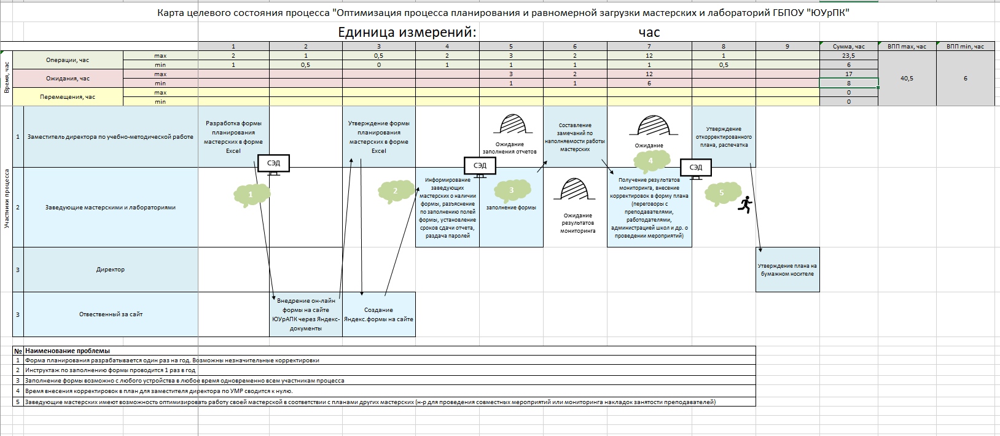 Карта целевого состояния процесса "Оптимизация процесса планирования и равномерной загрузки мастерских и лабораторий ГБПОУ "ЮУрПК"
Единица измерений: час
1 2 3 4 5 6 7 8 9 Сумма, час ВПП max, час ВПП min, час
Время, час
Операции, час max 2 1 0,5 2 3 2 12 1 23,5
min 1 0,5 0 1 1 1 1 0,5 6
Ожидания, час max 3 2 12 17
min 1 1 6 8
40,5 6
Перемещения, час max 0
min 0
Участники процесса
1 Заместитель директора по учебно-методической работе
Разработка формы
планирования
мастерских в форме
Excel
Утверждение формы
планирования
мастерских в форме
Excel
Ожидание
заполнения отчетов
Составление
замечаний по
наполняемости работы
мастерских
Ожидание
Утверждение
откорректированного
плана, распечатка
СЭД
СЭД
СЭД
2 Заведующие мастерскими и лабораториями
1
2
3
4
5
Информирование
заведующих
мастерских о наличии
формы, разъяснение
по заполнению полей
формы, установление
сроков сдачи отчета,
раздача паролей
заполнение формы
Ожидание
результатов
мониторинга
Получение результатов
мониторинга, внесение
корректировок в форму плана
(переговоры с
преподавателями,
работодателями,
администрацией школ и др. о
проведении мероприятий)
3 Директор
Утверждение плана на
бумажном носителе
3 Отвественный за сайт
Внедрение он-лайн
формы на сайте
ЮУрАПК через Яндекс-
документы
Создание
Яндекс.формы на сайте
№ Наименование проблемы
1 Форма планирования разрабатывается один раз на год. Возможны незначительные корректировки
2 Инструктаж по заполнению формы проводится 1 раз в год
3 Заполнение формы возможно с любого устройства в любое время одновременно всем участникам процесса
4 Время внесения корректировок в план для заместителя директора по УМР сводится к нулю.
5 Заведующие мастерских имеют возможность оптимизировать работу своей мастерской в соответствии с планами других мастерских (н-р для проведения совместных мероприятий или мониторинга накладок занятости преподавателей)